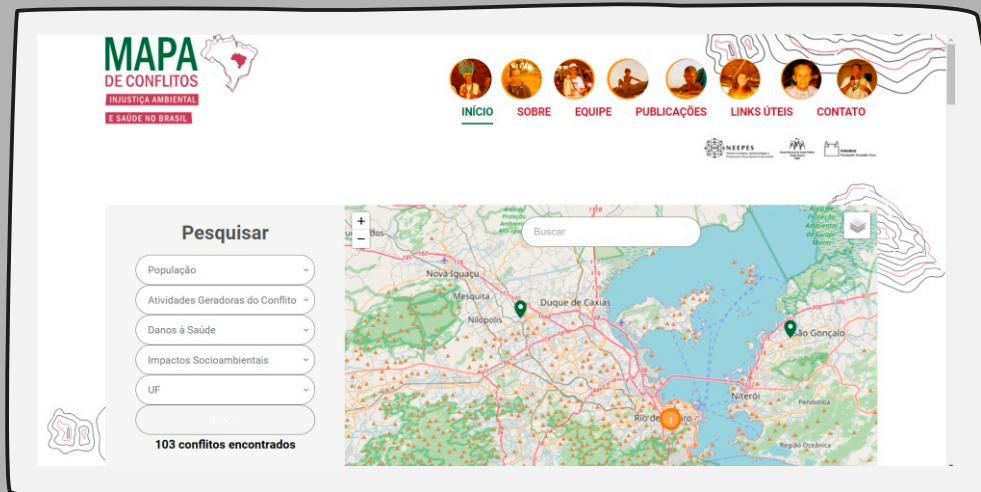 MAPA
DE CONFLITOS
INJUSTIÇA AMBIENTAL
E SAÚDE NO BRASIL
INÍCIO SOBRE EQUIPE PUBLICAÇÕES LINKS ÚTEIS CONTATO
NEEPES
Pesquisar
População
Atividades Geradoras do Conflito
Danos à Saúde
Impactos Socioambientais
UF
103 conflitos encontrados
+
−
Buscar
Nova Iguaçu
Mesquita
Nilópolis
Duque de Caxias
São Gonçalo
Niterói
Pendotiba
Região Oceânica